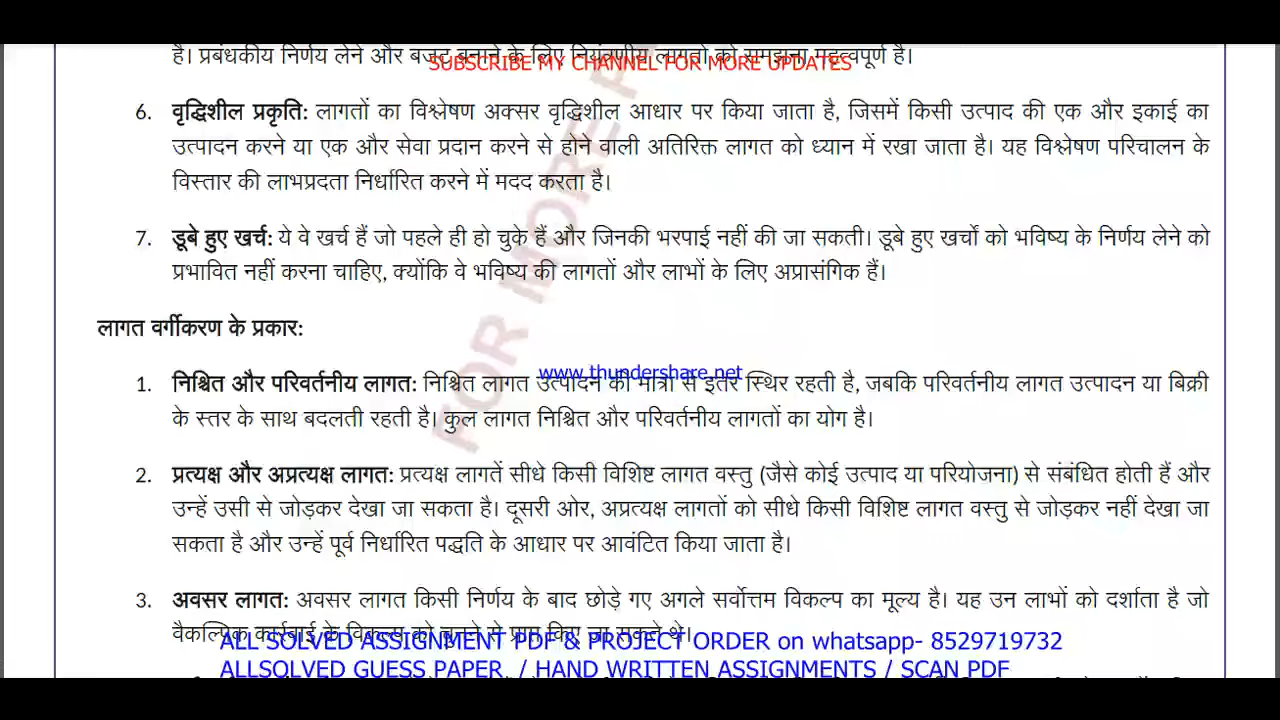 है। प्रबंधकीय निर्णय लेने और बजट बनाने के लिए नियंत्रणीय लागतों को समझना महत्वपूर्ण है।
SUBSCRIBE MY CHANNEL FOR MORE UPDATES
6. वृद्धिशील प्रकृति: लागतों का विश्लेषण अक्सर वृद्धिशील आधार पर किया जाता है, जिसमें किसी उत्पाद की एक और इकाई का
उत्पादन करने या एक और सेवा प्रदान करने से होने वाली अतिरिक्त लागत को ध्यान में रखा जाता है। यह विश्लेषण परिचालन के
विस्तार की लाभप्रदता निर्धारित करने में मदद करता है।
7. डूबे हुए खर्च: ये वे खर्च हैं जो पहले ही हो चुके हैं और जिनकी भरपाई नहीं की जा सकती। डूबे हुए खर्चों को भविष्य के निर्णय लेने को
प्रभावित नहीं करना चाहिए, क्योंकि वे भविष्य की लागतों और लाभों के लिए अप्रासंगिक हैं।
FOR MORE P
लागत वर्गीकरण के प्रकार:
www.thundershare.net
1. निश्चित और परिवर्तनीय लागत: निश्चित लागत उत्पादन की मात्रा से इतर स्थिर रहती है, जबकि परिवर्तनीय लागत उत्पादन या बिक्री
के स्तर के साथ बदलती रहती है। कुल लागत निश्चित और परिवर्तनीय लागतों का योग है।
2. प्रत्यक्ष और अप्रत्यक्ष लागत: प्रत्यक्ष लागतें सीधे किसी विशिष्ट लागत वस्तु (जैसे कोई उत्पाद या परियोजना) से संबंधित होती हैं और
उन्हें उसी से जोड़कर देखा जा सकता है। दूसरी ओर, अप्रत्यक्ष लागतों को सीधे किसी विशिष्ट लागत वस्तु से जोड़कर नहीं देखा जा
सकता है और उन्हें पूर्व निर्धारित पद्धति के आधार पर आवंटित किया जाता है।
3. अवसर लागत: अवसर लागत किसी निर्णय के बाद छोड़े गए अगले सर्वोत्तम विकल्प का मूल्य है। यह उन लाभों को दर्शाता है जो
वैकल्पिक कार्रवाई के विकल्प को चुनने से प्राप्त किए जा सकते थे।
ALL SOLVED ASSIGNMENT PDF & PROJECT ORDER on whatsapp- 8529719732
ALLSOLVED GUESS PAPER / HAND WRITTEN ASSIGNMENTS / SCAN PDF